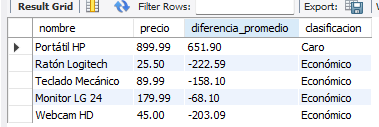 Result Grid Filter Rows: Export:
nombre precio diferencia_promedio clasificacion
Portátil HP 899.99 651.90 Caro
Ratón Logitech 25.50 -222.59 Económico
Teclado Mecánico 89.99 -158.10 Económico
Monitor LG 24 179.99 -68.10 Económico
Webcam HD 45.00 -203.09 Económico